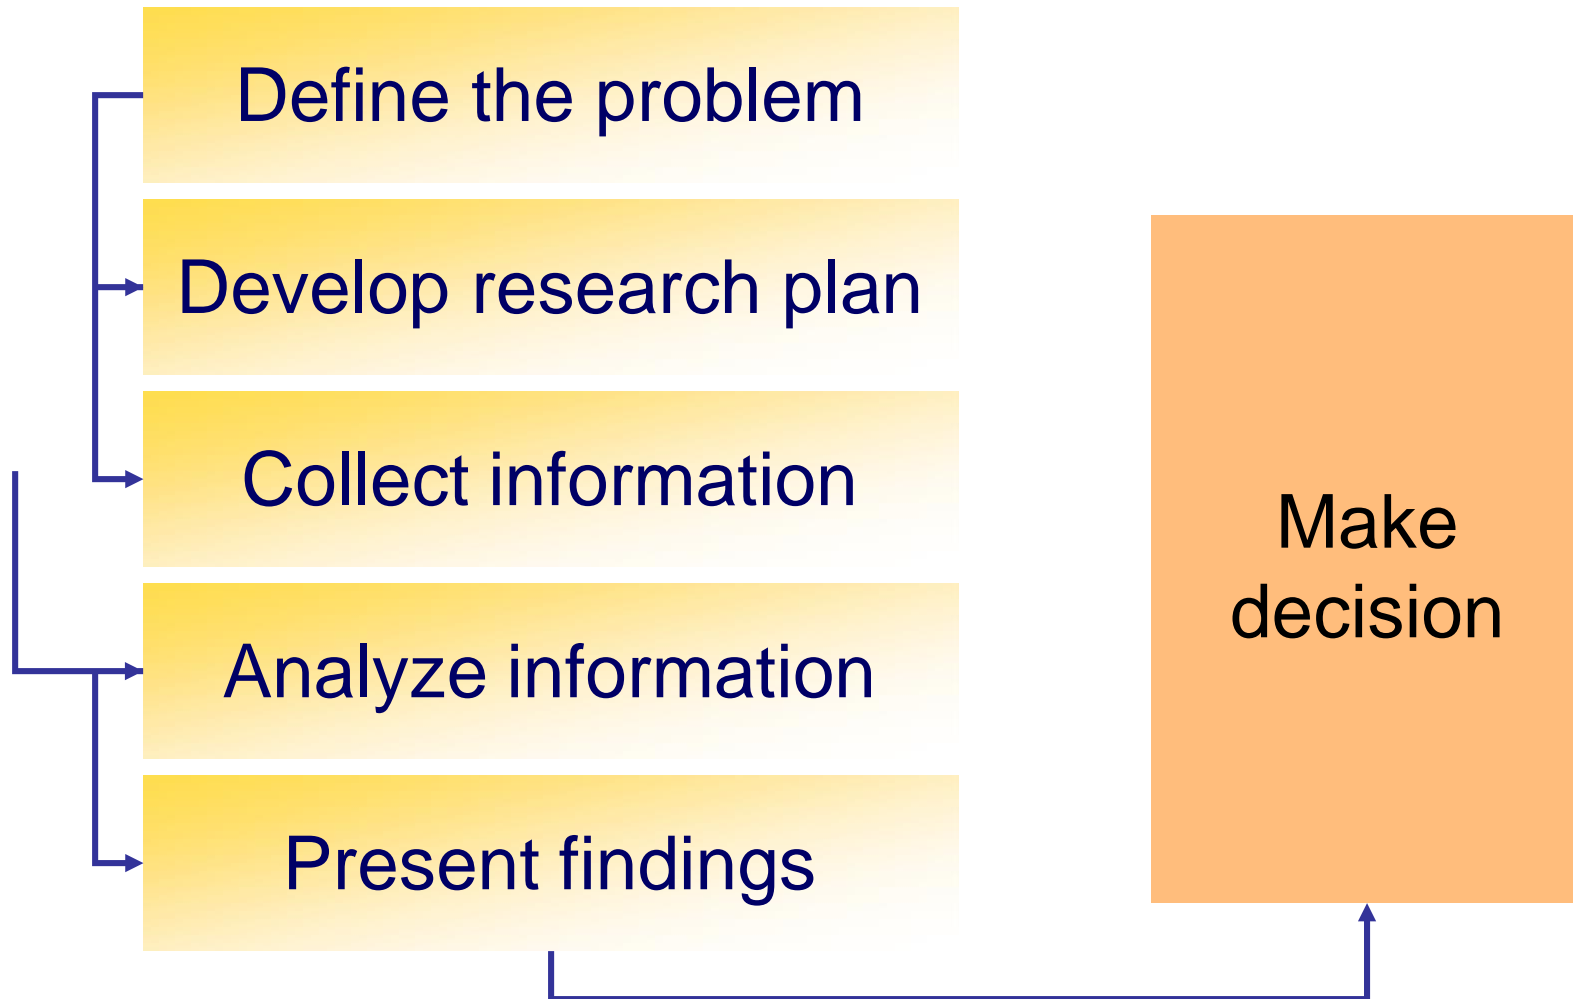 Define the problem
Develop research plan
Collect information
Analyze information
Present findings
Make
decision